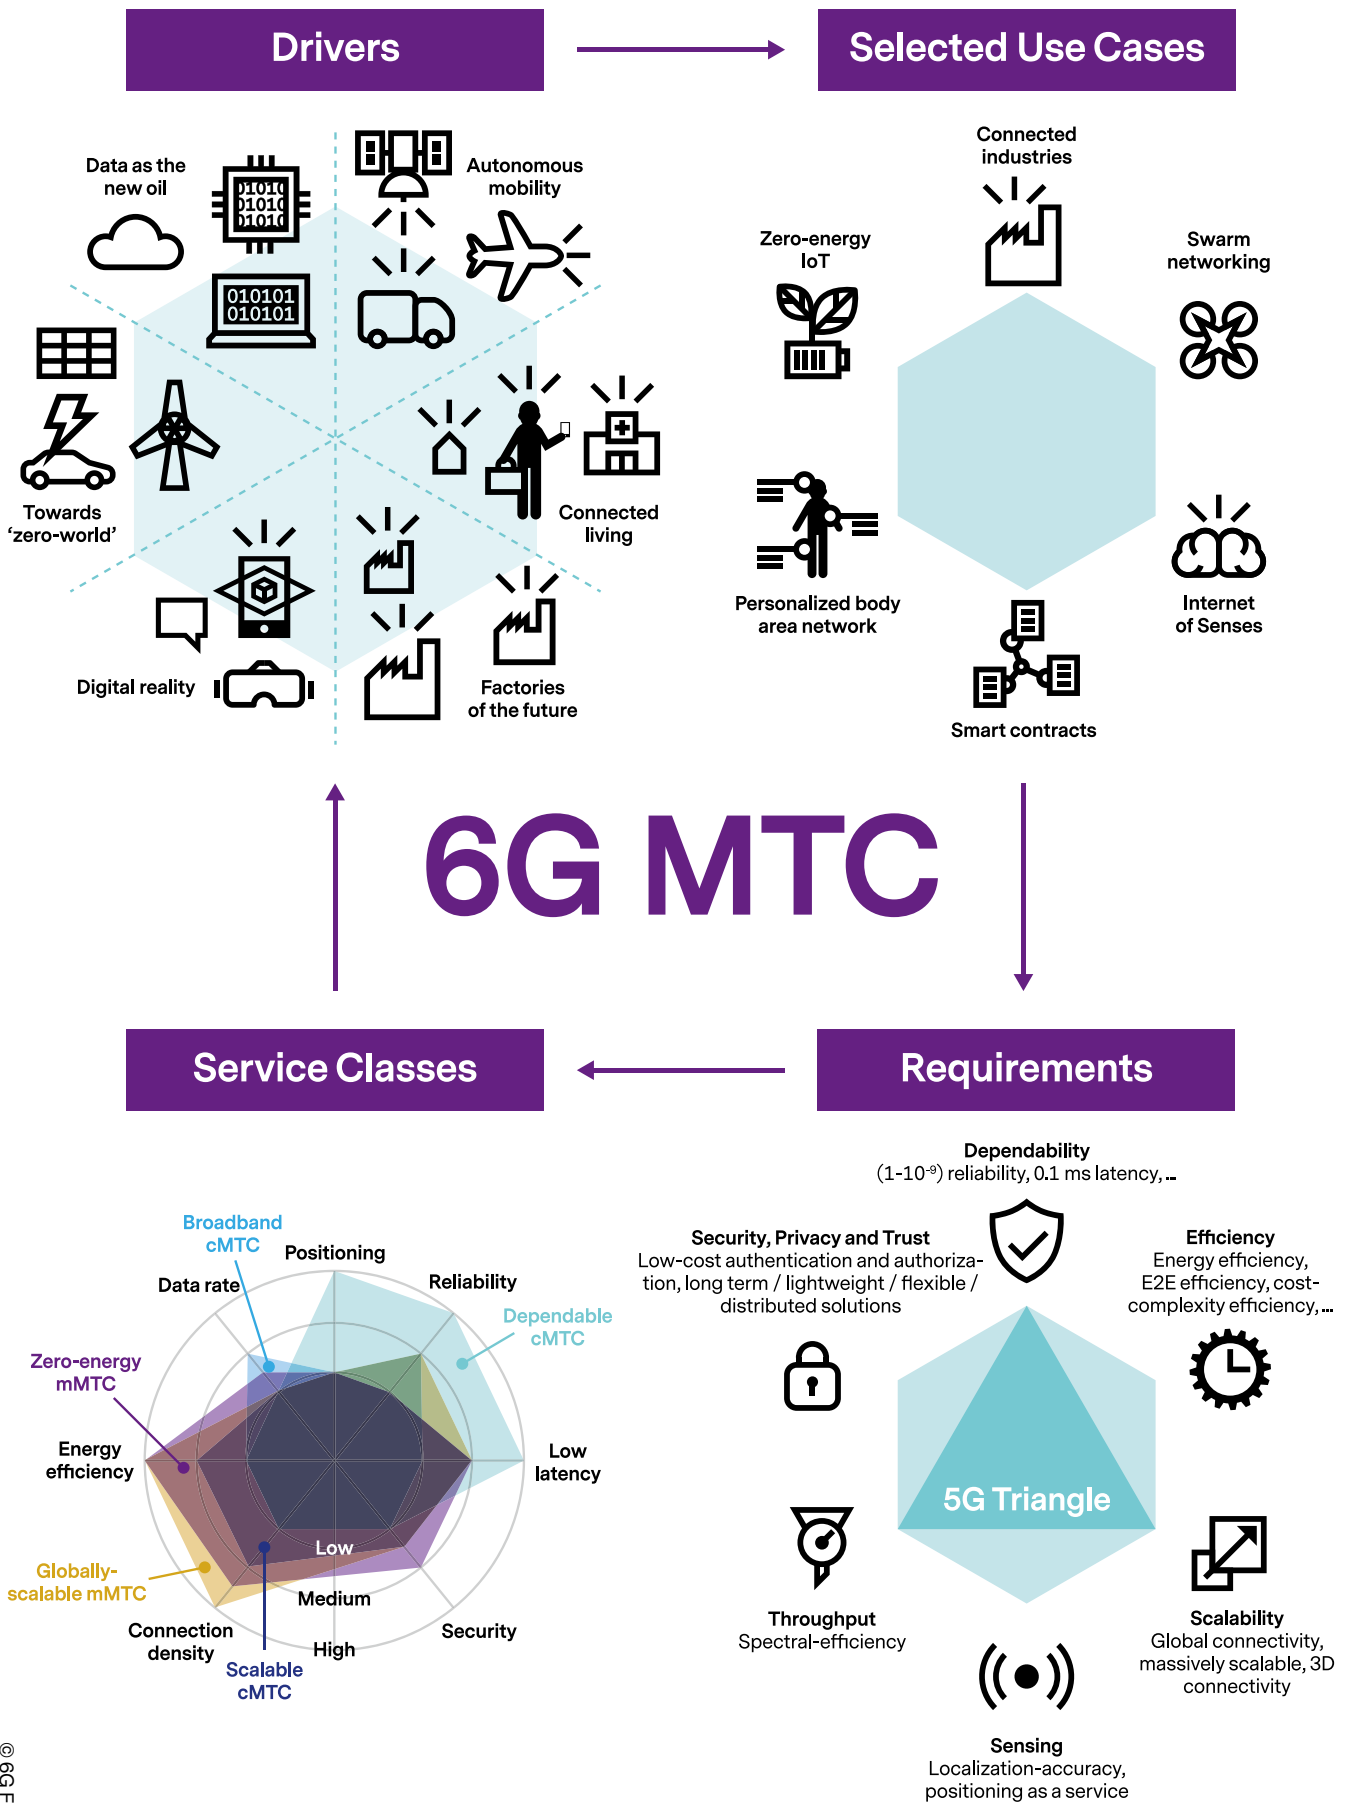 Drivers
Selected Use Cases
Data as the
new oil
01010
01010
01010
010101
010101
Autonomous
mobility
Towards
‘zero-world’
Connected
living
Digital reality
Factories
of the future
Connected
industries
Zero-energy
IoT
Swarm
networking
Personalized body
area network
Internet
of Senses
Smart contracts
6G MTC
Service Classes
Requirements
Broadband
cMTC
Positioning
Data rate
Reliability
Dependable
cMTC
Zero-energy
mMTC
Energy
efficiency
Low
latency
Low
Medium
High
Globally-
scalable mMTC
Connection
density
Scalable
cMTC
Security
Dependability
(1-10⁻⁹) reliability, 0.1 ms latency, ...
Security, Privacy and Trust
Low-cost authentication and authoriza-
tion, long term / lightweight / flexible /
distributed solutions
Efficiency
Energy efficiency,
E2E efficiency, cost-
complexity efficiency, ...
5G Triangle
Throughput
Spectral-efficiency
Scalability
Global connectivity,
massively scalable, 3D
connectivity
Sensing
Localization-accuracy,
positioning as a service
© 6G F